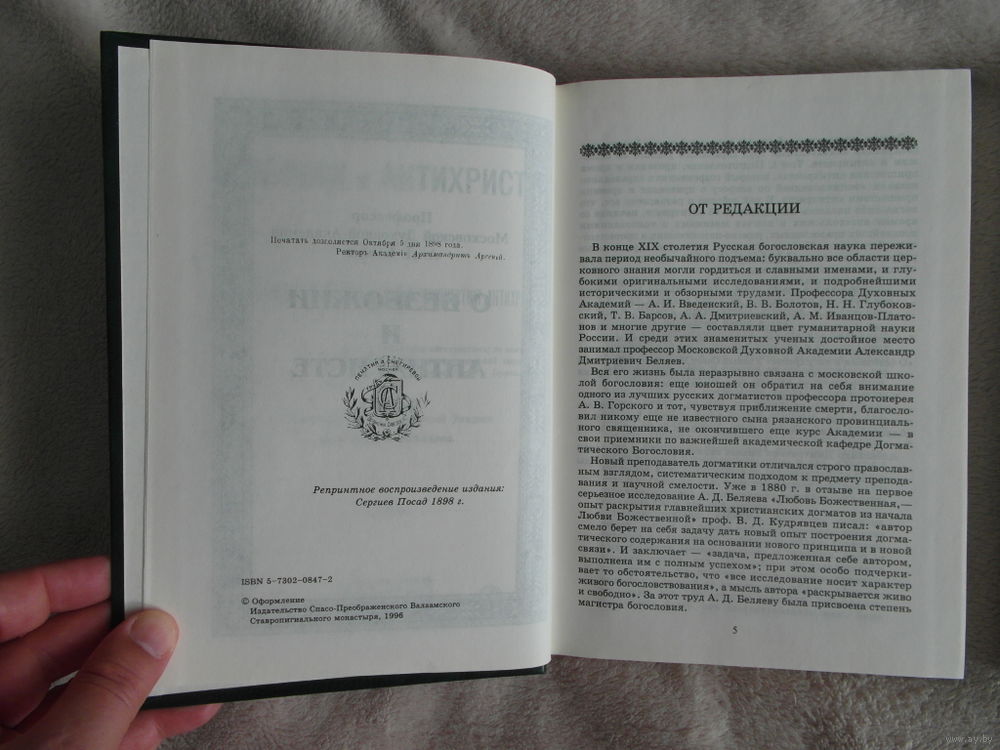 Печатать дозволяется Октября 5 дня 1898 года.
Ректоръ Академіи Архимандритъ Арсеній.
ПЕЧАТНЯ А. СНЕГИРЕВОЙ
МОСКВА
Репринтное воспроизведение издания:
Сергиев Посад 1898 г.
ISBN 5-7302-0847-2
© Оформление
Издательство Спасо-Преображенского Валаамского
Ставропигиального монастыря, 1996
ОТ РЕДАКЦИИ
В конце XIX столетия Русская богословская наука пережи-
вала период необычайного подъема: буквально все области цер-
ковного знания могли гордиться и славными именами, и глу-
бокими оригинальными исследованиями, и подробнейшими
историческими и обзорными трудами. Профессора Духовных
Академий — А. И. Введенский, В. В. Болотов, Н. Н. Глубоков-
ский, Т. В. Барсов, А. А. Дмитриевский, А. М. Иванцов-Плато-
нов и многие другие — составляли цвет гуманитарной науки
России. И среди этих знаменитых ученых достойное место
занимал профессор Московской Духовной Академии Александр
Дмитриевич Беляев.
Вся его жизнь была неразрывно связана с московской шко-
лой богословия: еще юношей он обратил на себя внимание
одного из лучших русских догматистов профессора протоиерея
А. В. Горского и тот, чувствуя приближение смерти, благосло-
вил никому еще не известного сына рязанского провинциаль-
ного священника, не окончившего еще курс Академии — в
свои приемники по важнейшей академической кафедре Догма-
тического Богословия.
Новый преподаватель догматики отличался строго православ-
ным взглядом, систематическим подходом к предмету препода-
вания и научной смелости. Уже в 1880 г. в отзыве на первое
серьезное исследование А. Д. Беляева «Любовь Божественная,—
опыт раскрытия главнейших христианских догматов из начала
Любви Божественной» проф. В. Д. Кудрявцев писал: «автор
смело берет на себя задачу дать новый опыт построения догма-
тического содержания на основании нового принципа и в новой
связи». И заключает — «задача, предложенная себе автором,
выполнена им с полным успехом»; при этом особо подчерки-
вает то обстоятельство, что «все исследование носит характер
живого богословствования», а мысль автора «раскрывается живо
и свободно». За этот труд А. Д. Беляеву была присвоена степень
магистра богословия.
5
www.ay.by